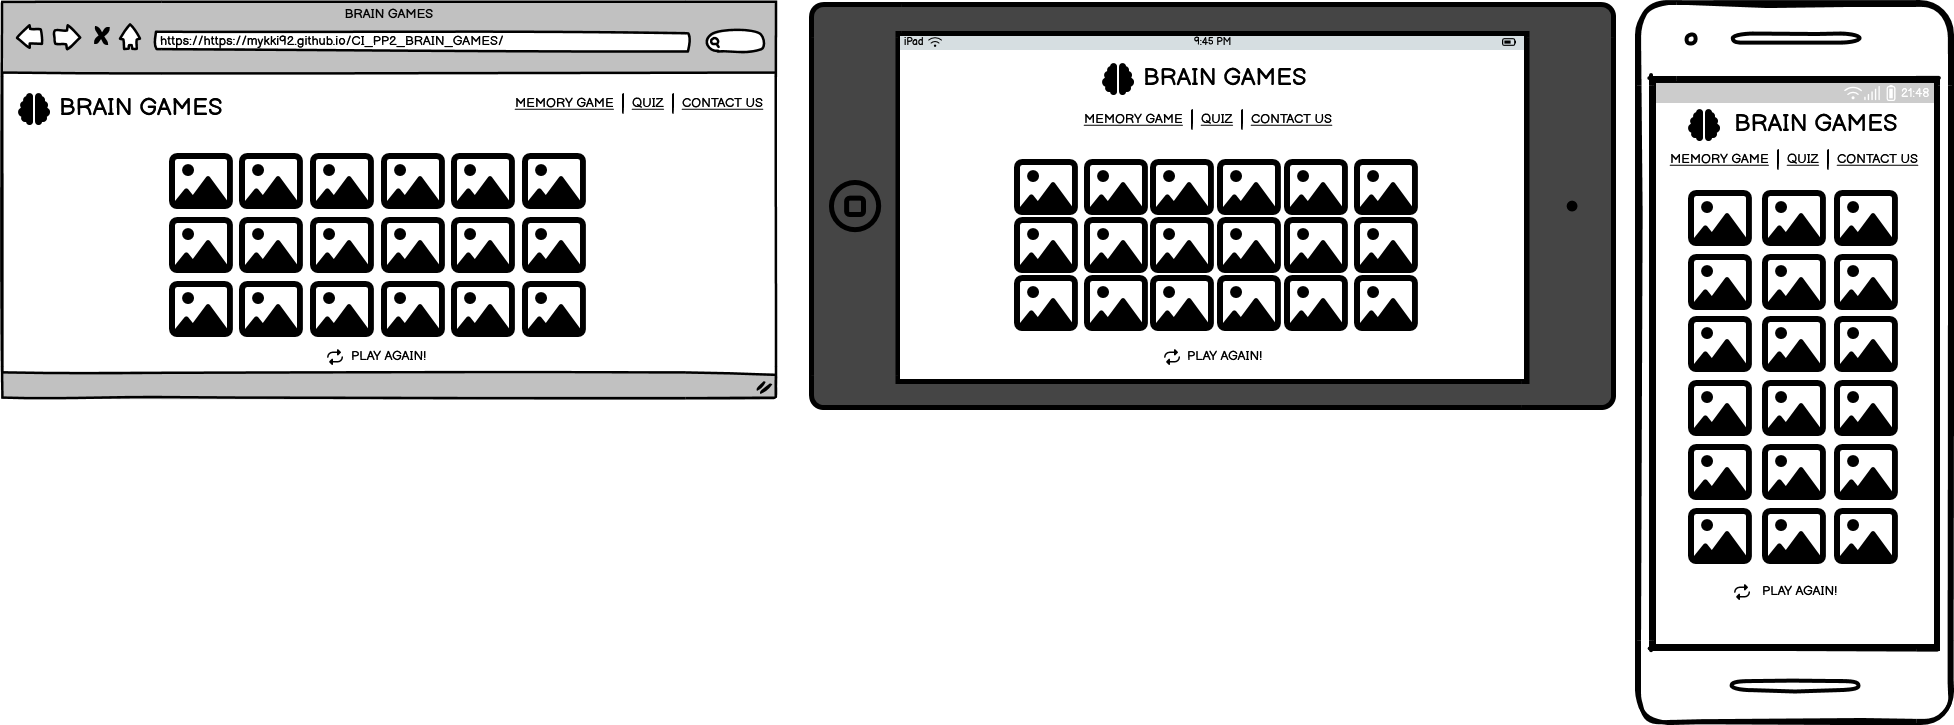 BRAIN GAMES
https://https://mykki92.github.io/CI_PP2_BRAIN_GAMES/
BRAIN GAMES
MEMORY GAME | QUIZ | CONTACT US
PLAY AGAIN!
iPad 9:45 PM
BRAIN GAMES
MEMORY GAME | QUIZ | CONTACT US
PLAY AGAIN!
21:48
BRAIN GAMES
MEMORY GAME | QUIZ | CONTACT US
PLAY AGAIN!